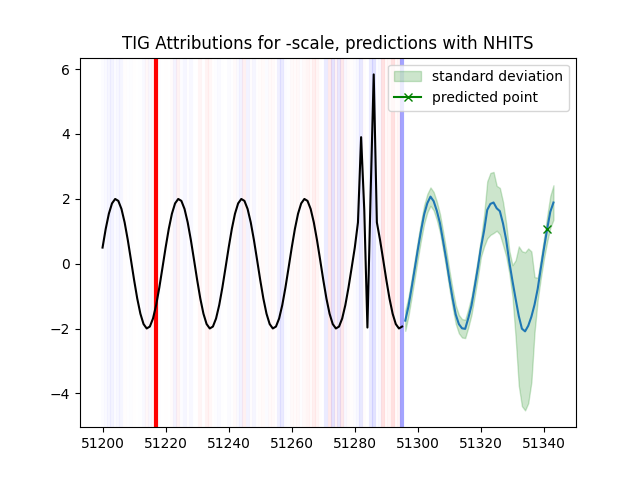 TIG Attributions for -scale, predictions with NHITS
6
4
2
0
−2
−4
standard deviation
predicted point
51200 51220 51240 51260 51280 51300 51320 51340